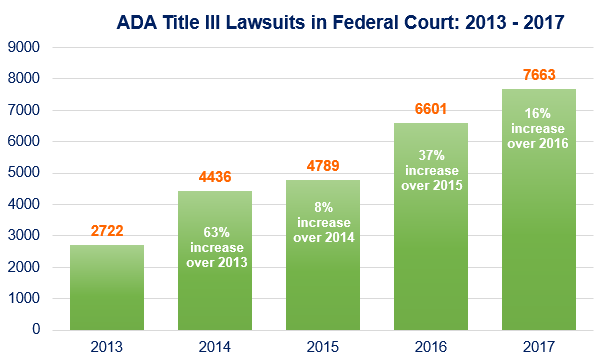 ADA Title III Lawsuits in Federal Court: 2013 - 2017
9000
8000
7000
6000
5000
4000
3000
2000
1000
0
2722
4436
63%
increase
over 2013
4789
8%
increase
over 2014
6601
37%
increase
over 2015
7663
16%
increase
over 2016
2013
2014
2015
2016
2017